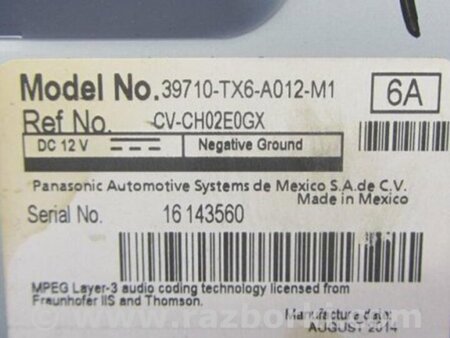 Model No. 39710-TX6-A012-M1 6A
Ref No. CV-CH02E0GX
DC 12 V Negative Ground
Panasonic Automotive Systems de Mexico S.A. de C.V.
Made in Mexico
Serial No. 16 143560
MPEG Layer-3 audio coding technology licensed from
Fraunhofer IIS and Thomson.
Manufacture date:
AUGUST 2014